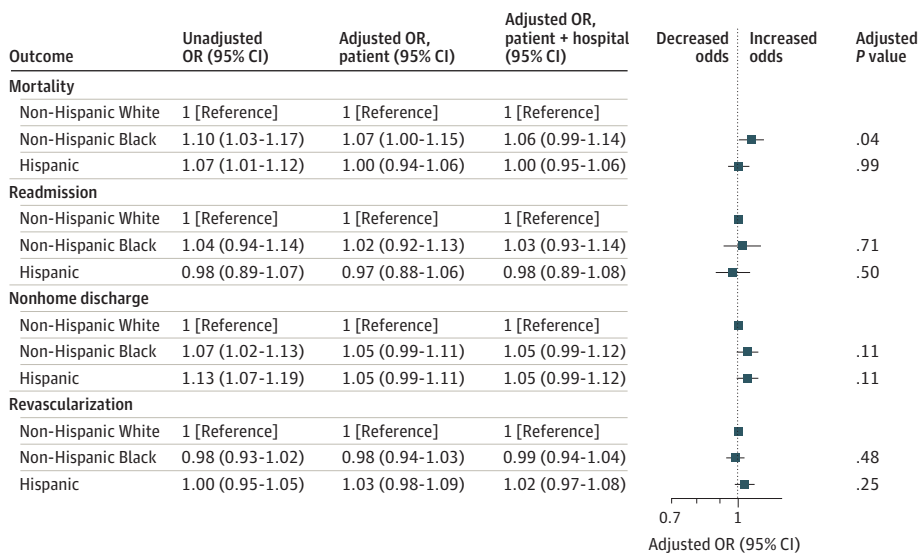 Outcome Unadjusted OR (95% CI) Adjusted OR, patient (95% CI) Adjusted OR, patient + hospital (95% CI) Decreased odds Increased odds Adjusted P value
Mortality
Non-Hispanic White 1 [Reference] 1 [Reference] 1 [Reference]
Non-Hispanic Black 1.10 (1.03-1.17) 1.07 (1.00-1.15) 1.06 (0.99-1.14) .04
Hispanic 1.07 (1.01-1.12) 1.00 (0.94-1.06) 1.00 (0.95-1.06) .99
Readmission
Non-Hispanic White 1 [Reference] 1 [Reference] 1 [Reference]
Non-Hispanic Black 1.04 (0.94-1.14) 1.02 (0.92-1.13) 1.03 (0.93-1.14) .71
Hispanic 0.98 (0.89-1.07) 0.97 (0.88-1.06) 0.98 (0.89-1.08) .50
Nonhome discharge
Non-Hispanic White 1 [Reference] 1 [Reference] 1 [Reference]
Non-Hispanic Black 1.07 (1.02-1.13) 1.05 (0.99-1.11) 1.05 (0.99-1.12) .11
Hispanic 1.13 (1.07-1.19) 1.05 (0.99-1.11) 1.05 (0.99-1.12) .11
Revascularization
Non-Hispanic White 1 [Reference] 1 [Reference] 1 [Reference]
Non-Hispanic Black 0.98 (0.93-1.02) 0.98 (0.94-1.03) 0.99 (0.94-1.04) .48
Hispanic 1.00 (0.95-1.05) 1.03 (0.98-1.09) 1.02 (0.97-1.08) .25
0.7 1
Adjusted OR (95% CI)